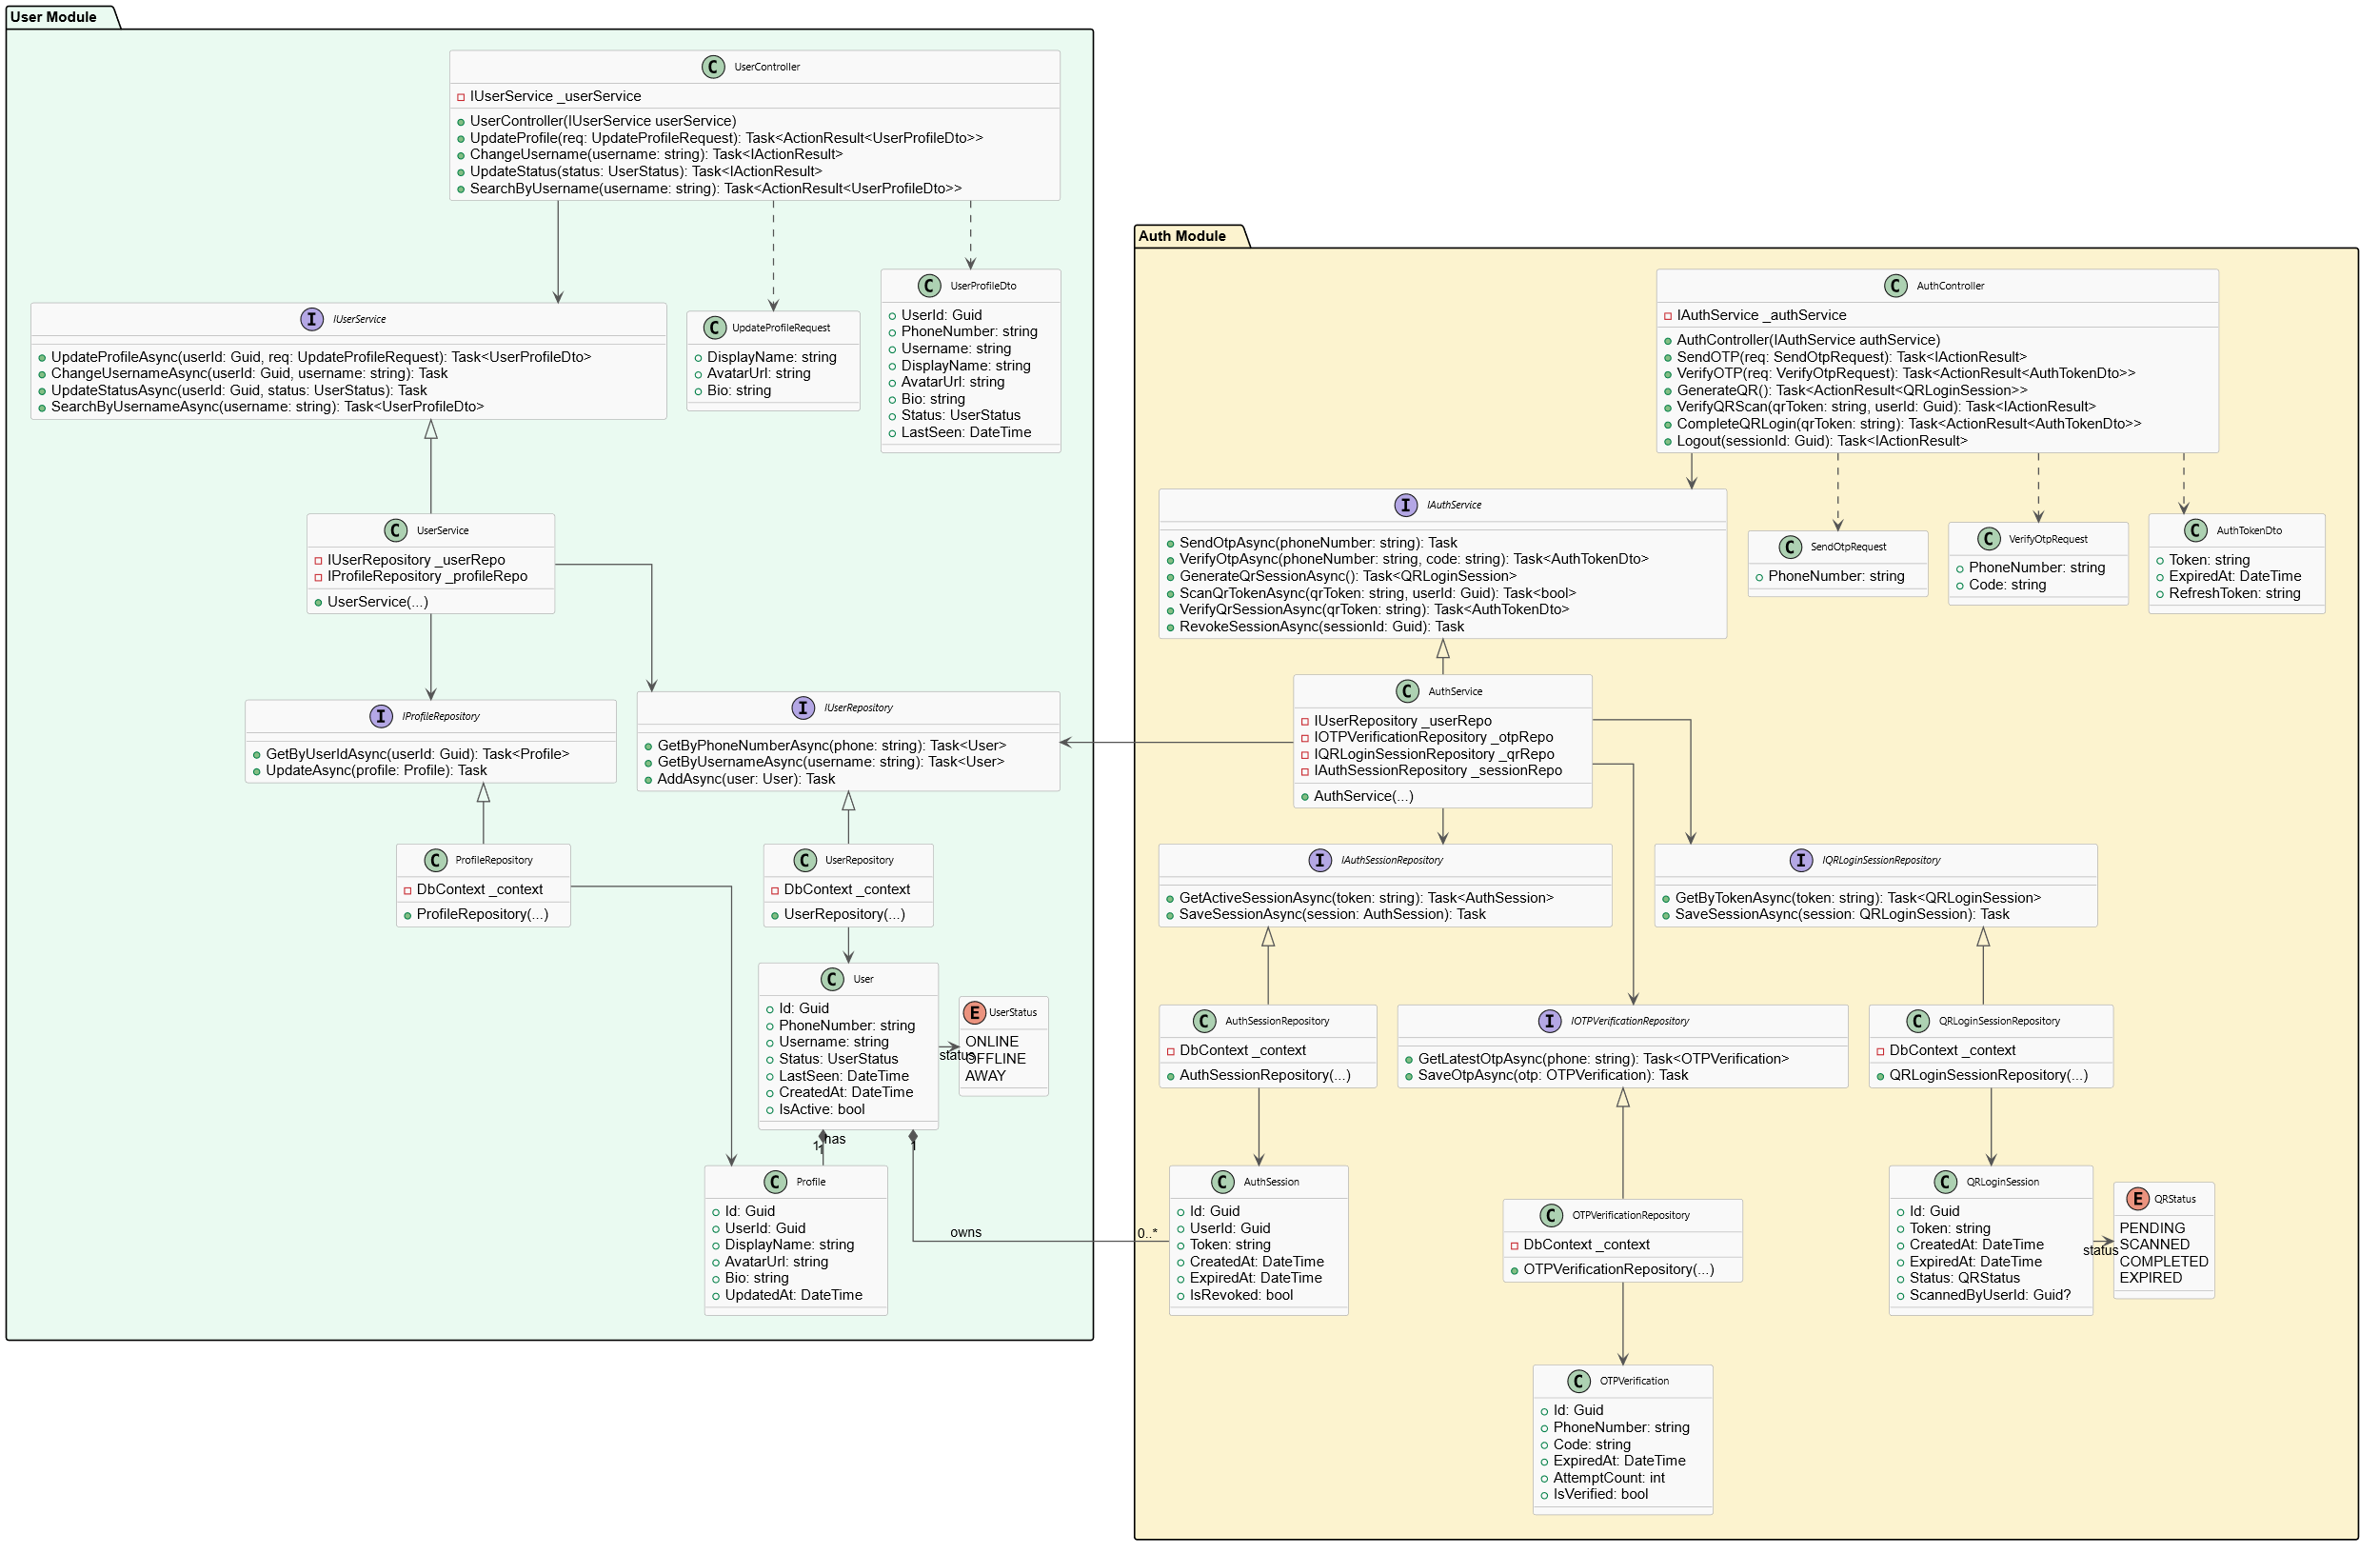 User Module
C UserController
IUserService _userService
UserController(IUserService userService)
UpdateProfile(req: UpdateProfileRequest): Task<ActionResult<UserProfileDto>>
ChangeUsername(username: string): Task<IActionResult>
UpdateStatus(status: UserStatus): Task<IActionResult>
SearchByUsername(username: string): Task<ActionResult<UserProfileDto>>
I IUserService
UpdateProfileAsync(userId: Guid, req: UpdateProfileRequest): Task<UserProfileDto>
ChangeUsernameAsync(userId: Guid, username: string): Task
UpdateStatusAsync(userId: Guid, status: UserStatus): Task
SearchByUsernameAsync(username: string): Task<UserProfileDto>
C UpdateProfileRequest
DisplayName: string
AvatarUrl: string
Bio: string
C UserProfileDto
UserId: Guid
PhoneNumber: string
Username: string
DisplayName: string
AvatarUrl: string
Bio: string
Status: UserStatus
LastSeen: DateTime
C UserService
IUserRepository _userRepo
IProfileRepository _profileRepo
UserService(...)
I IProfileRepository
GetByUserIdAsync(userId: Guid): Task<Profile>
UpdateAsync(profile: Profile): Task
I IUserRepository
GetByPhoneNumberAsync(phone: string): Task<User>
GetByUsernameAsync(username: string): Task<User>
AddAsync(user: User): Task
C ProfileRepository
DbContext _context
ProfileRepository(...)
C UserRepository
DbContext _context
UserRepository(...)
C User
Id: Guid
PhoneNumber: string
Username: string
Status: UserStatus
LastSeen: DateTime
CreatedAt: DateTime
IsActive: bool
status
E UserStatus
ONLINE
OFFLINE
AWAY
has
1
1
1
C Profile
Id: Guid
UserId: Guid
DisplayName: string
AvatarUrl: string
Bio: string
UpdatedAt: DateTime
owns
0..*
Auth Module
C AuthController
IAuthService _authService
AuthController(IAuthService authService)
SendOTP(req: SendOtpRequest): Task<IActionResult>
VerifyOTP(req: VerifyOtpRequest): Task<ActionResult<AuthTokenDto>>
GenerateQR(): Task<ActionResult<QRLoginSession>>
VerifyQRScan(qrToken: string, userId: Guid): Task<IActionResult>
CompleteQRLogin(qrToken: string): Task<ActionResult<AuthTokenDto>>
Logout(sessionId: Guid): Task<IActionResult>
I IAuthService
SendOtpAsync(phoneNumber: string): Task
VerifyOtpAsync(phoneNumber: string, code: string): Task<AuthTokenDto>
GenerateQrSessionAsync(): Task<QRLoginSession>
ScanQrTokenAsync(qrToken: string, userId: Guid): Task<bool>
VerifyQrSessionAsync(qrToken: string): Task<AuthTokenDto>
RevokeSessionAsync(sessionId: Guid): Task
C SendOtpRequest
PhoneNumber: string
C VerifyOtpRequest
PhoneNumber: string
Code: string
C AuthTokenDto
Token: string
ExpiredAt: DateTime
RefreshToken: string
C AuthService
IUserRepository _userRepo
IOTPVerificationRepository _otpRepo
IQRLoginSessionRepository _qrRepo
IAuthSessionRepository _sessionRepo
AuthService(...)
I IAuthSessionRepository
GetActiveSessionAsync(token: string): Task<AuthSession>
SaveSessionAsync(session: AuthSession): Task
I IQRLoginSessionRepository
GetByTokenAsync(token: string): Task<QRLoginSession>
SaveSessionAsync(session: QRLoginSession): Task
C AuthSessionRepository
DbContext _context
AuthSessionRepository(...)
I IOTPVerificationRepository
GetLatestOtpAsync(phone: string): Task<OTPVerification>
SaveOtpAsync(otp: OTPVerification): Task
C QRLoginSessionRepository
DbContext _context
QRLoginSessionRepository(...)
C AuthSession
Id: Guid
UserId: Guid
Token: string
CreatedAt: DateTime
ExpiredAt: DateTime
IsRevoked: bool
C OTPVerificationRepository
DbContext _context
OTPVerificationRepository(...)
C QRLoginSession
Id: Guid
Token: string
CreatedAt: DateTime
ExpiredAt: DateTime
Status: QRStatus
ScannedByUserId: Guid?
status
E QRStatus
PENDING
SCANNED
COMPLETED
EXPIRED
C OTPVerification
Id: Guid
PhoneNumber: string
Code: string
ExpiredAt: DateTime
AttemptCount: int
IsVerified: bool